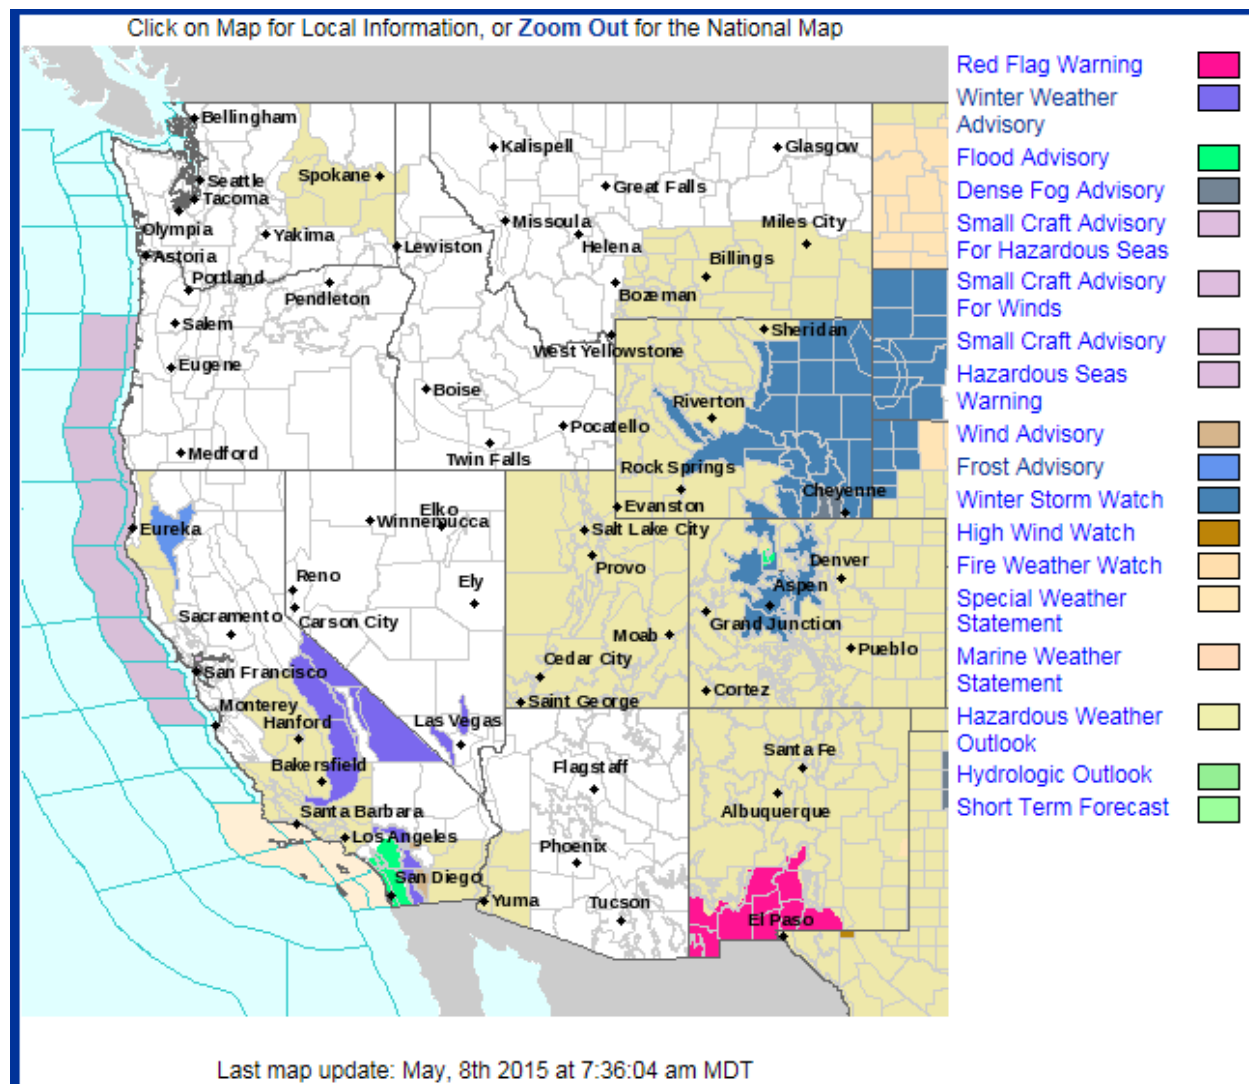 Click on Map for Local Information, or Zoom Out for the National Map
Red Flag Warning
Winter Weather
Advisory
Flood Advisory
Dense Fog Advisory
Small Craft Advisory
For Hazardous Seas
Small Craft Advisory
For Winds
Small Craft Advisory
Hazardous Seas
Warning
Wind Advisory
Frost Advisory
Winter Storm Watch
High Wind Watch
Fire Weather Watch
Special Weather
Statement
Marine Weather
Statement
Hazardous Weather
Outlook
Hydrologic Outlook
Short Term Forecast
Bellingham
Kalispell
Glasgow
Spokane
Seattle
Great Falls
Tacoma
Missoula
Miles City
Olympia
Yakima
Lewiston
Helena
Astoria
Billings
Portland
Pendleton
Bozeman
Salem
Sheridan
West Yellowstone
Eugene
Boise
Riverton
Pocatello
Medford
Twin Falls
Rock Springs
Cheyenne
Evanston
Elko
Winnemucca
Eureka
Salt Lake City
Provo
Denver
Reno
Ely
Aspen
Sacramento
Carson City
Grand Junction
Moab
Pueblo
Cedar City
San Francisco
Cortez
Saint George
Monterey
Hanford
Las Vegas
Santa Fe
Bakersfield
Flagstaff
Santa Barbara
Albuquerque
Los Angeles
Phoenix
San Diego
Yuma
Tucson
El Paso
Last map update: May, 8th 2015 at 7:36:04 am MDT